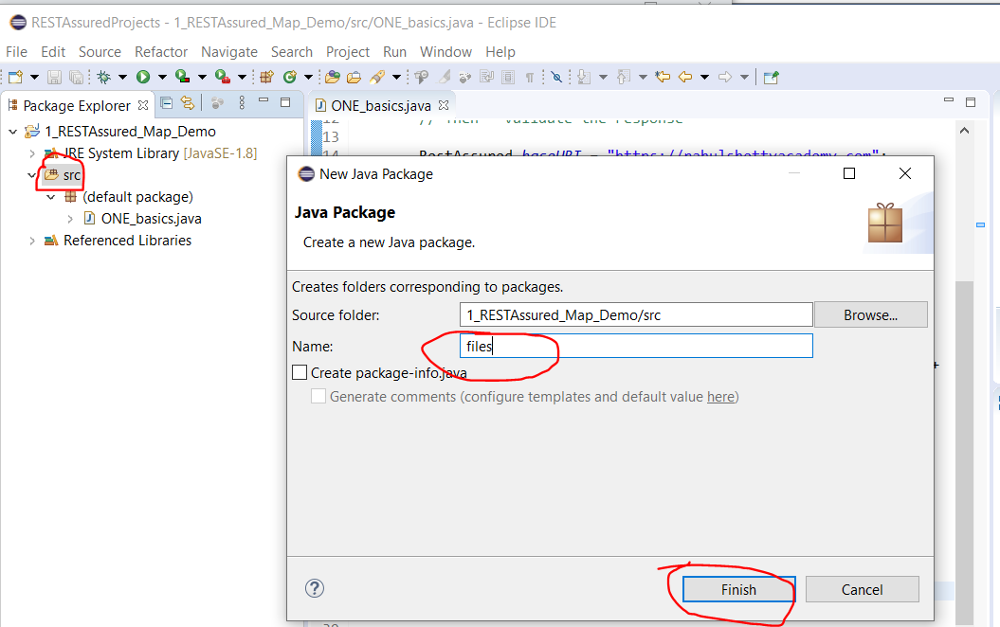 RESTAssuredProjects - 1_RESTAssured_Map_Demo/src/ONE_basics.java - Eclipse IDE
File Edit Source Refactor Navigate Search Project Run Window Help
Package Explorer
ONE_basics.java
1_RESTAssured_Map_Demo
JRE System Library [JavaSE-1.8]
src
(default package)
ONE_basics.java
Referenced Libraries
12 // Then - validate the response
13
14 RestAssured.baseURI = "https://rahulshettyacademy.com";
New Java Package
Java Package
Create a new Java package.
Creates folders corresponding to packages.
Source folder: 1_RESTAssured_Map_Demo/src Browse...
Name: files
Create package-info.java
Generate comments (configure templates and default value here)
+
? Finish Cancel
30